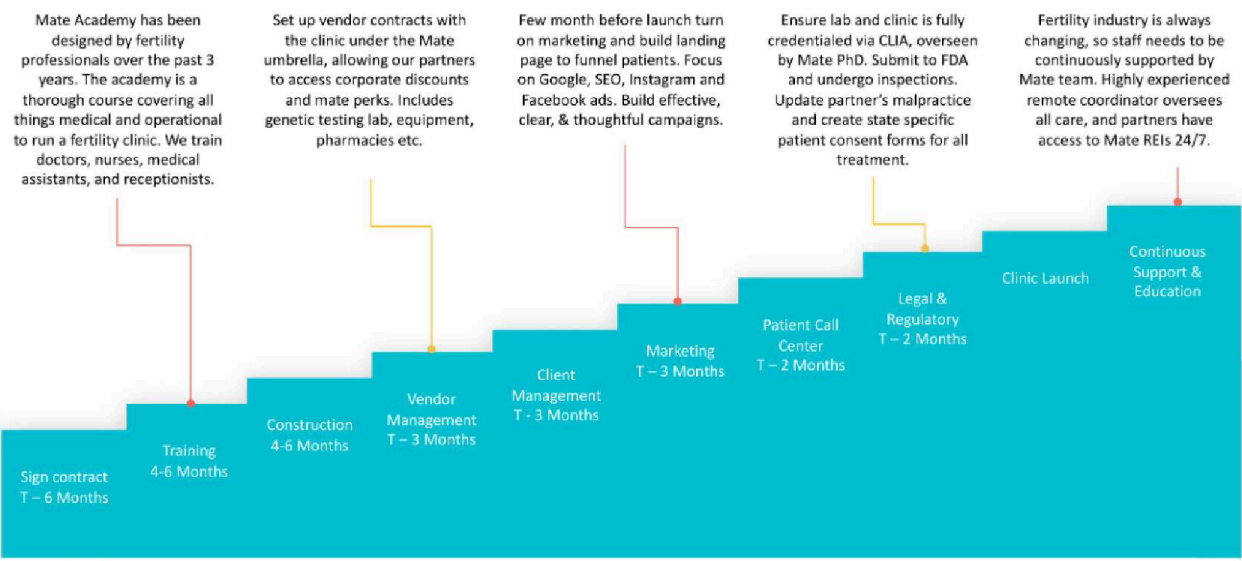 Mate Academy has been
designed by fertility
professionals over the past 3
years. The academy is a
thorough course covering all
things medical and operational
to run a fertility clinic. We train
doctors, nurses, medical
assistants, and receptionists.
Set up vendor contracts with
the clinic under the Mate
umbrella, allowing our partners
to access corporate discounts
and mate perks. Includes
genetic testing lab, equipment,
pharmacies etc.
Few month before launch turn
on marketing and build landing
page to funnel patients. Focus
on Google, SEO, Instagram and
Facebook ads. Build effective,
clear, & thoughtful campaigns.
Ensure lab and clinic is fully
credentialed via CLIA, overseen
by Mate PhD. Submit to FDA
and undergo inspections.
Update partner's malpractice
and create state specific
patient consent forms for all
treatment.
Fertility industry is always
changing, so staff needs to be
continuously supported by
Mate team. Highly experienced
remote coordinator oversees
all care, and partners have
access to Mate REIs 24/7.
Sign contract
T – 6 Months
Training
4-6 Months
Construction
4-6 Months
Vendor
Management
T – 3 Months
Client
Management
T - 3 Months
Marketing
T – 3 Months
Patient Call
Center
T – 2 Months
Legal &
Regulatory
T – 2 Months
Clinic Launch
Continuous
Support &
Education